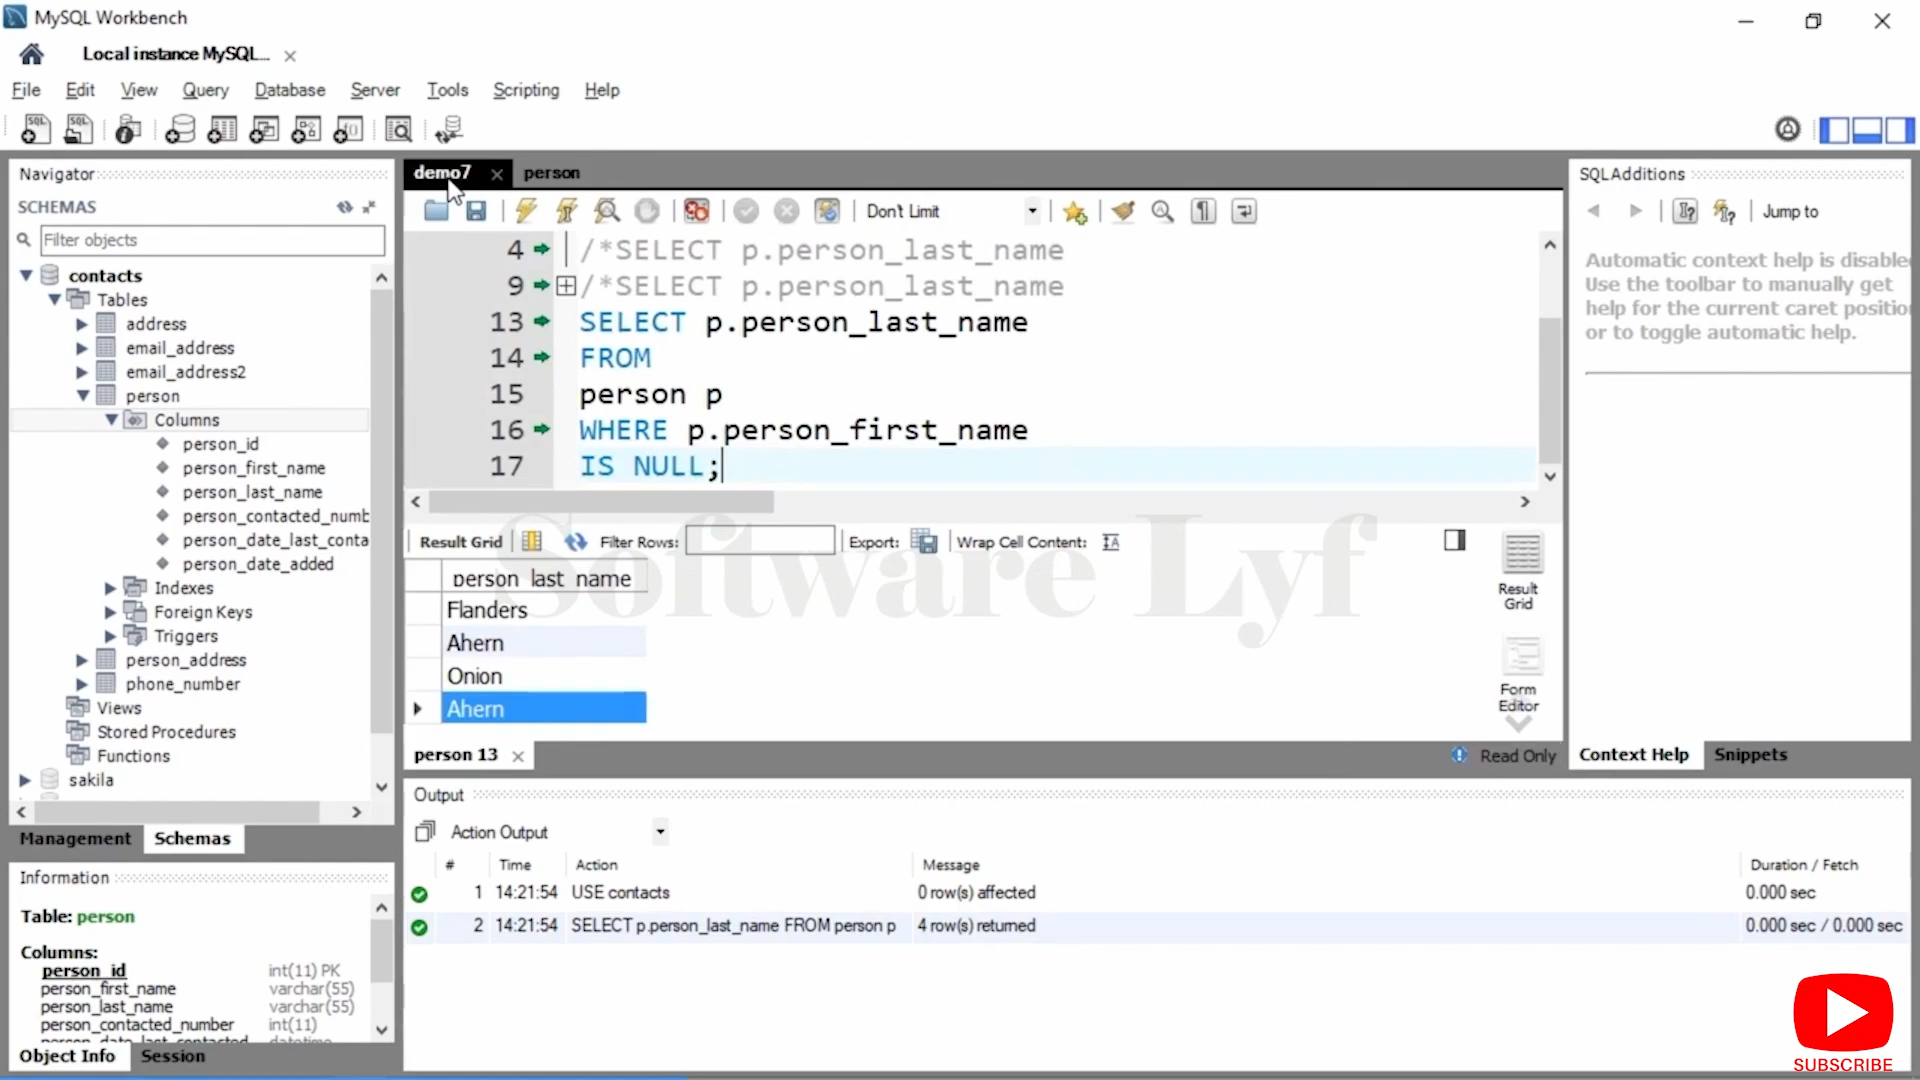 MySQL Workbench
Local instance MySQL...
File Edit View Query Database Server Tools Scripting Help
Navigator
SCHEMAS
Filter objects
contacts
Tables
address
email_address
email_address2
person
Columns
person_id
person_first_name
person_last_name
person_contacted_numb
person_date_last_conta
person_date_added
Indexes
Foreign Keys
Triggers
person_address
phone_number
Views
Stored Procedures
Functions
sakila
Management Schemas
Information
Table: person
Columns:
person_id int(11) PK
person_first_name varchar(55)
person_last_name varchar(55)
person_contacted_number int(11)
person_date_last_contacted datetime
Object Info Session
demo7 person
Don't Limit
4 /*SELECT p.person_last_name
9 /*SELECT p.person_last_name
13 SELECT p.person_last_name
14 FROM
15 person p
16 WHERE p.person_first_name
17 IS NULL;
Result Grid Filter Rows: Export: Wrap Cell Content:
Software Lyf
person_last_name
Flanders
Ahern
Onion
Ahern
Result
Grid
Form
Editor
person 13 Read Only
Output
Action Output
# Time Action Message Duration / Fetch
1 14:21:54 USE contacts 0 row(s) affected 0.000 sec
2 14:21:54 SELECT p.person_last_name FROM person p 4 row(s) returned 0.000 sec / 0.000 sec
SQLAdditions
Jump to
Automatic context help is disable
Use the toolbar to manually get
help for the current caret positio
or to toggle automatic help.
Context Help Snippets
SUBSCRIBE